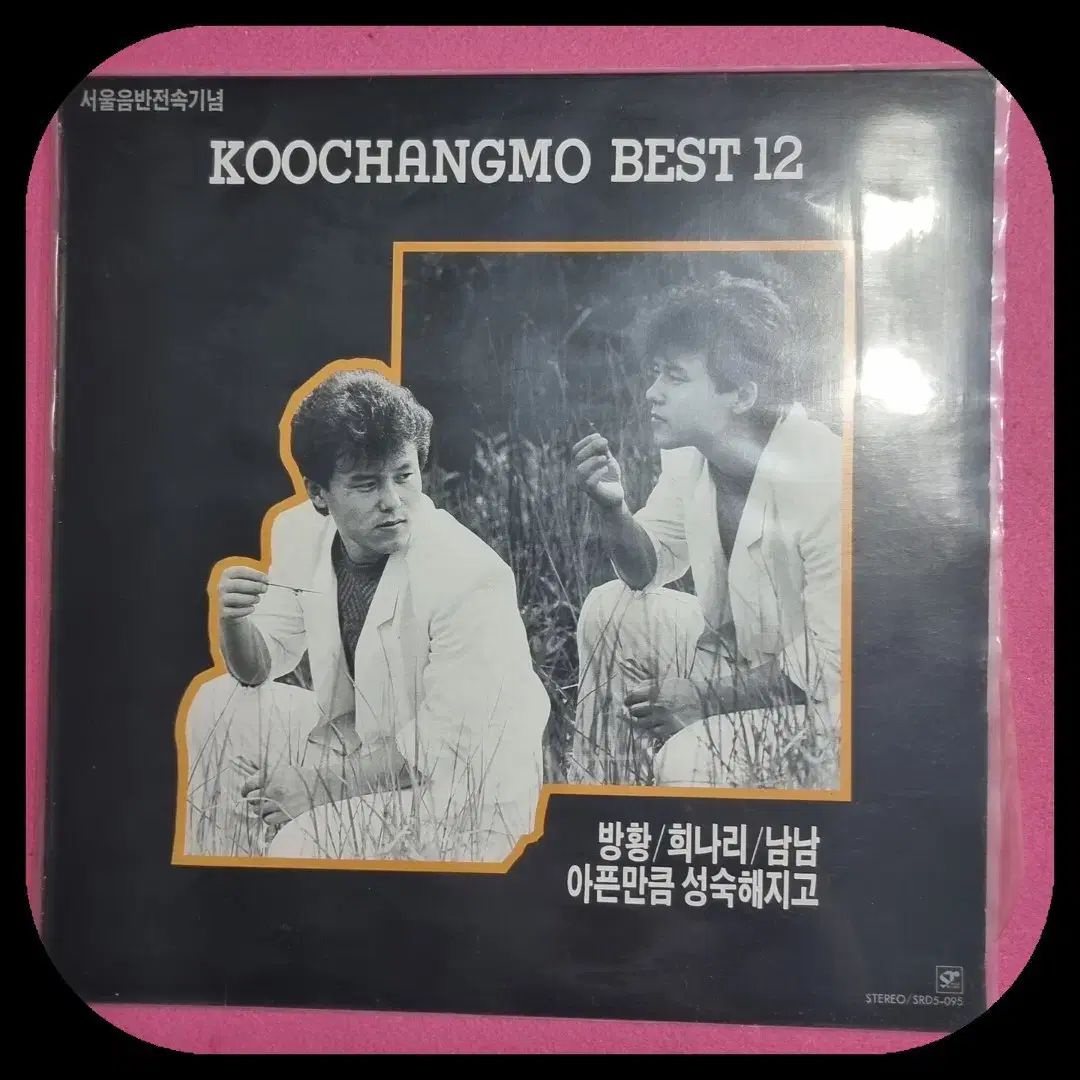 서울음반전속기념
KOOCHANGMO BEST 12
방황/희나리/남남
아픈만큼 성숙해지고
STEREO/SRD5-095